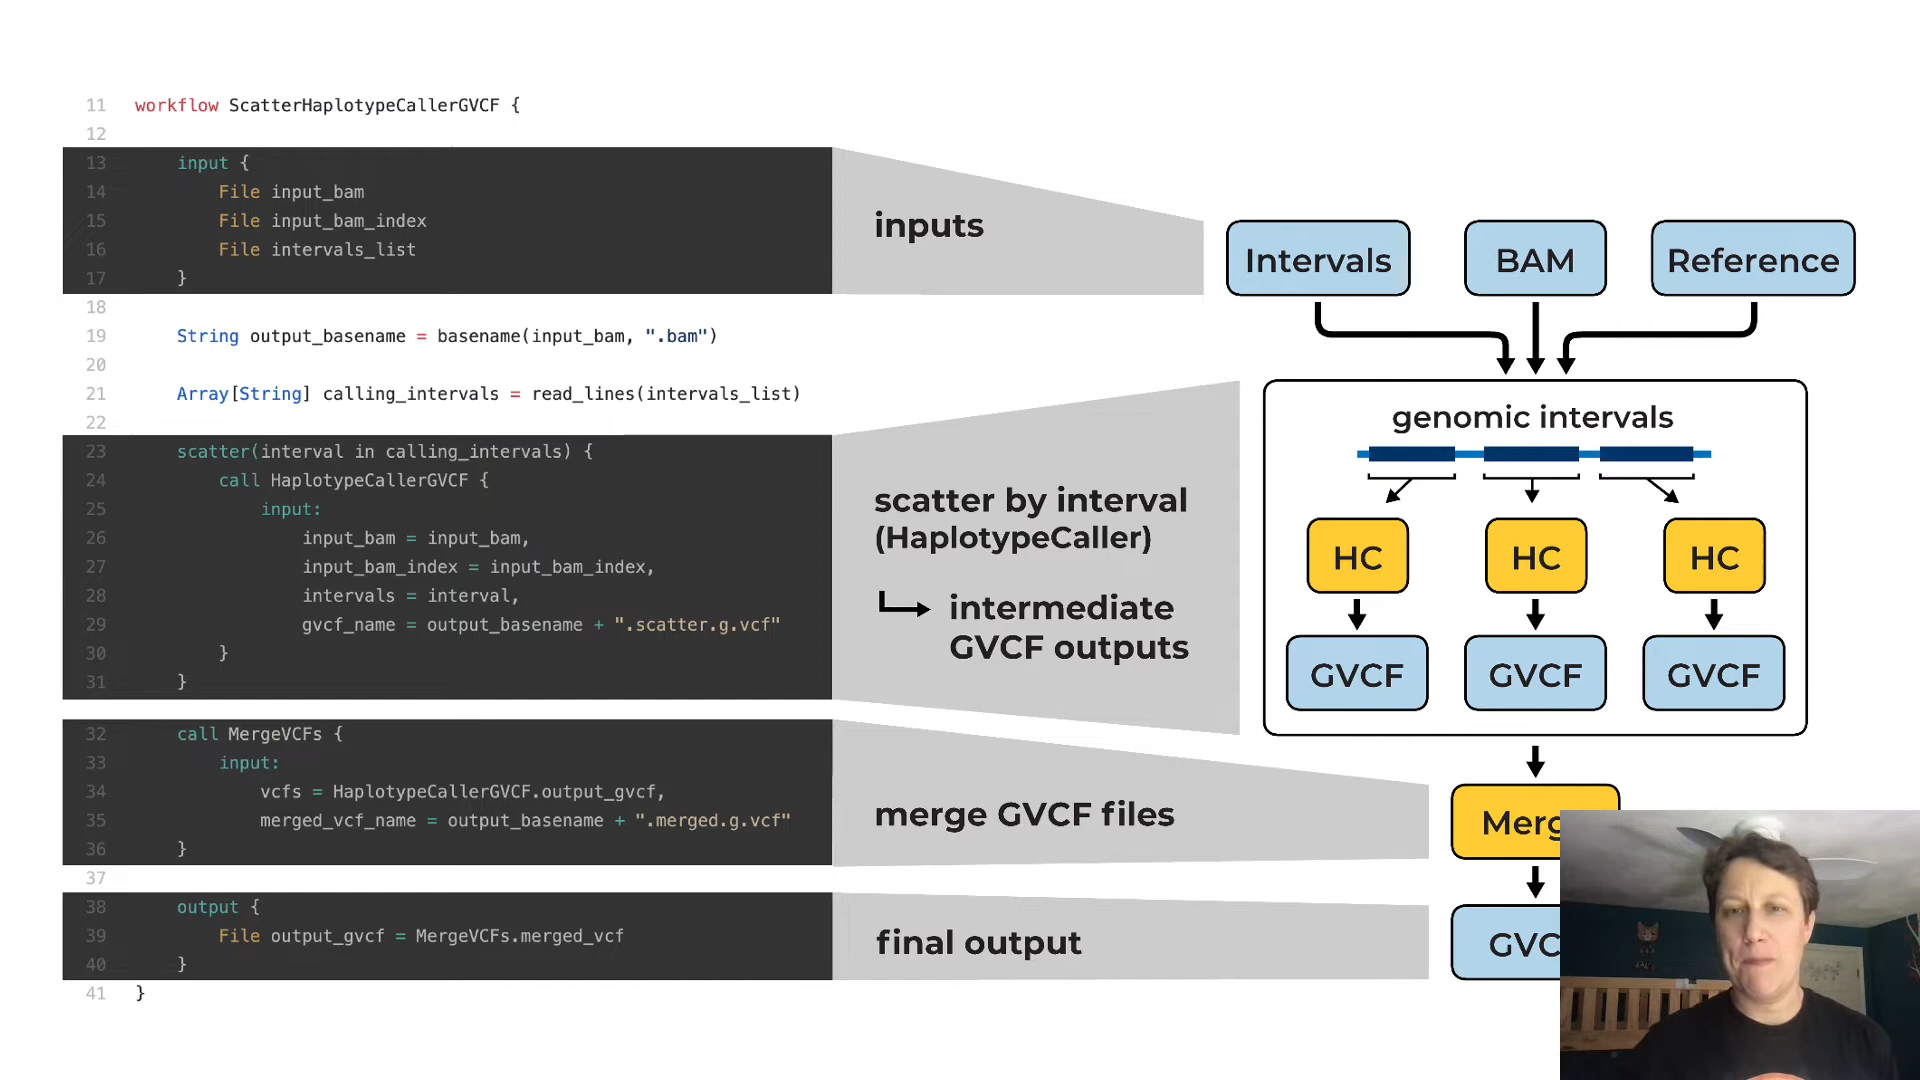 11 workflow ScatterHaplotypeCallerGVCF {
12
13 input {
14 File input_bam
15 File input_bam_index
16 File intervals_list
17 }
18
19 String output_basename = basename(input_bam, ".bam")
20
21 Array[String] calling_intervals = read_lines(intervals_list)
22
23 scatter(interval in calling_intervals) {
24 call HaplotypeCallerGVCF {
25 input:
26 input_bam = input_bam,
27 input_bam_index = input_bam_index,
28 intervals = interval,
29 gvcf_name = output_basename + ".scatter.g.vcf"
30 }
31 }
32 call MergeVCFs {
33 input:
34 vcfs = HaplotypeCallerGVCF.output_gvcf,
35 merged_vcf_name = output_basename + ".merged.g.vcf"
36 }
37
38 output {
39 File output_gvcf = MergeVCFs.merged_vcf
40 }
41 }
inputs
scatter by interval
(HaplotypeCaller)
intermediate
GVCF outputs
merge GVCF files
final output
Intervals BAM Reference
genomic intervals
HC HC HC
GVCF GVCF GVCF
Merg
GVC